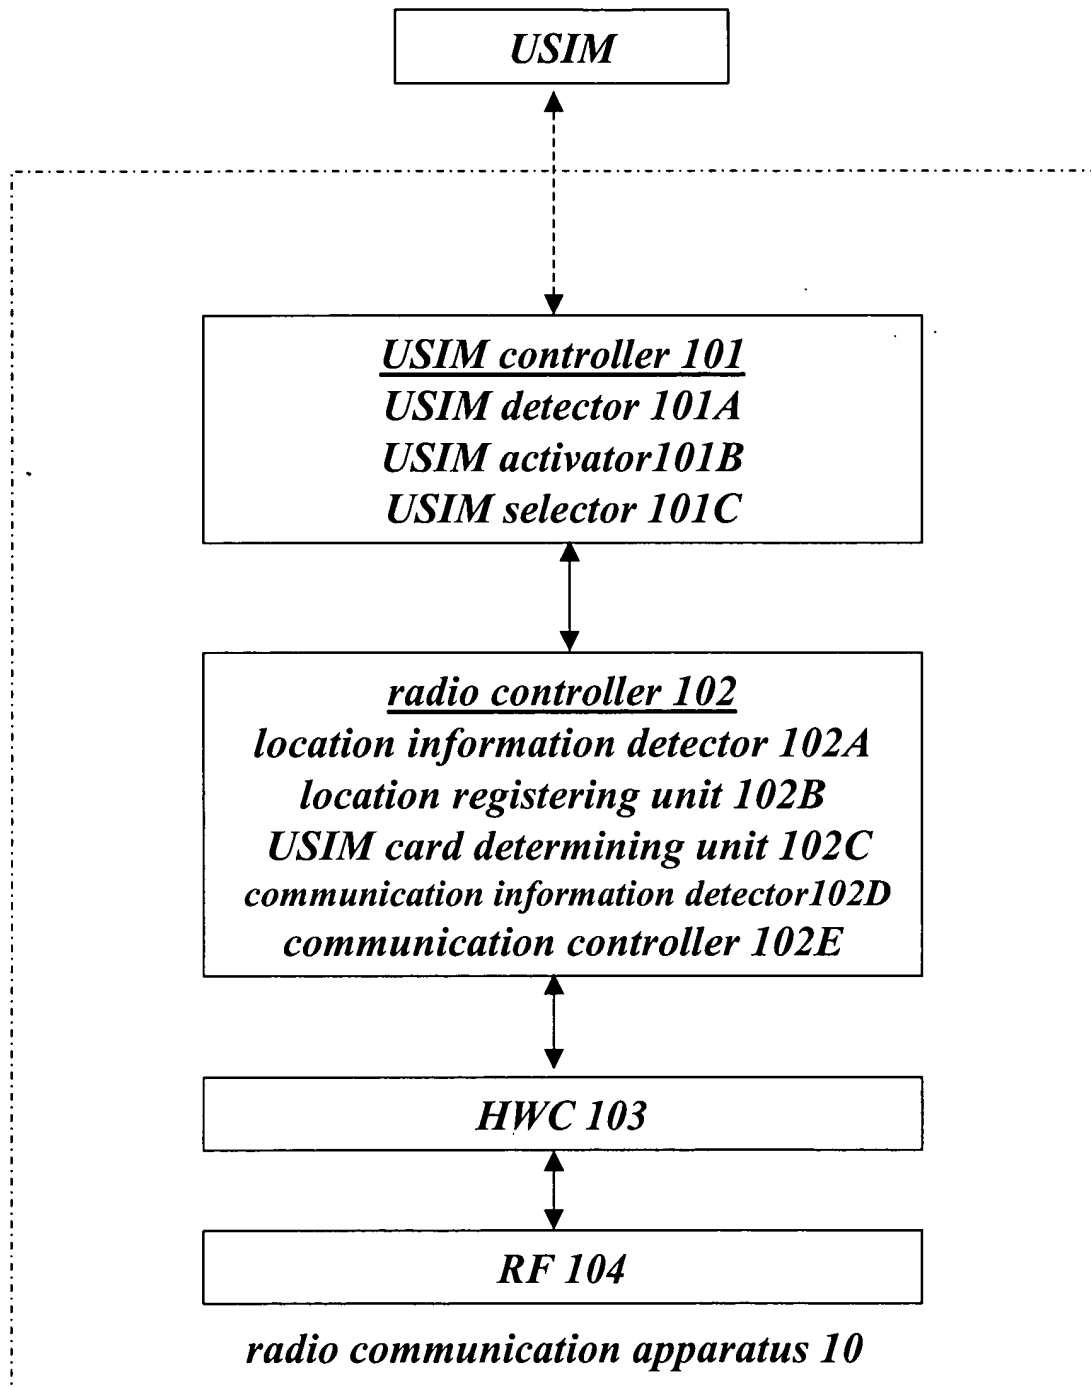 USIM
USIM controller 101
USIM detector 101A
USIM activator101B
USIM selector 101C
radio controller 102
location information detector 102A
location registering unit 102B
USIM card determining unit 102C
communication information detector102D
communication controller 102E
HWC 103
RF 104
radio communication apparatus 10